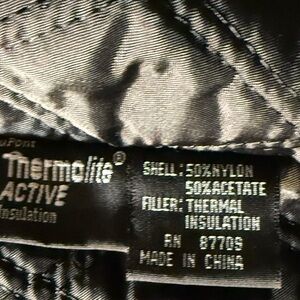 uPont
Thermolite®
ACTIVE
Insulation
SHELL: 50%NYLON
50%ACETATE
FILLER: THERMAL
INSULATION
RN 87709
MADE IN CHINA